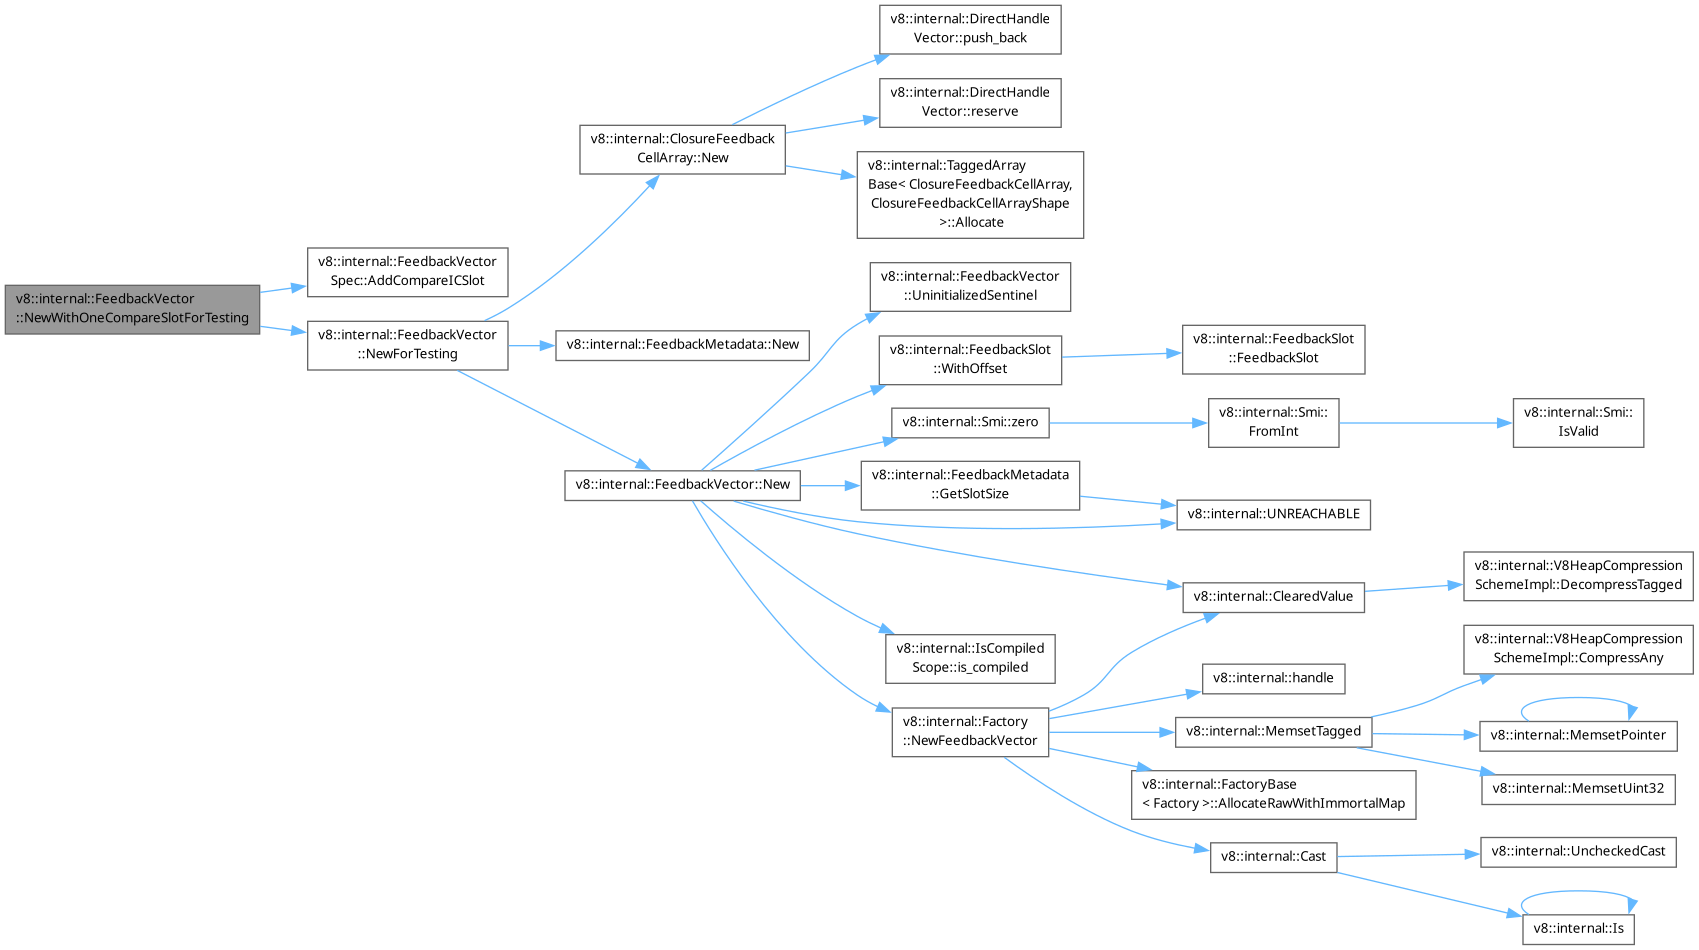 v8::internal::DirectHandle
Vector::push_back
v8::internal::DirectHandle
Vector::reserve
v8::internal::ClosureFeedback
CellArray::New
v8::internal::TaggedArray
Base< ClosureFeedbackCellArray,
ClosureFeedbackCellArrayShape
>::Allocate
v8::internal::FeedbackVector
Spec::AddCompareICSlot
v8::internal::FeedbackVector
::NewWithOneCompareSlotForTesting
v8::internal::FeedbackVector
::NewForTesting
v8::internal::FeedbackMetadata::New
v8::internal::FeedbackVector
::UninitializedSentinel
v8::internal::FeedbackSlot
::WithOffset
v8::internal::FeedbackSlot
::FeedbackSlot
v8::internal::Smi::zero
v8::internal::Smi::
FromInt
v8::internal::Smi::
IsValid
v8::internal::FeedbackVector::New
v8::internal::FeedbackMetadata
::GetSlotSize
v8::internal::UNREACHABLE
v8::internal::ClearedValue
v8::internal::V8HeapCompression
SchemeImpl::DecompressTagged
v8::internal::IsCompiled
Scope::is_compiled
v8::internal::Factory
::NewFeedbackVector
v8::internal::handle
v8::internal::V8HeapCompression
SchemeImpl::CompressAny
v8::internal::MemsetTagged
v8::internal::MemsetPointer
v8::internal::FactoryBase
< Factory >::AllocateRawWithImmortalMap
v8::internal::MemsetUint32
v8::internal::Cast
v8::internal::UncheckedCast
v8::internal::Is